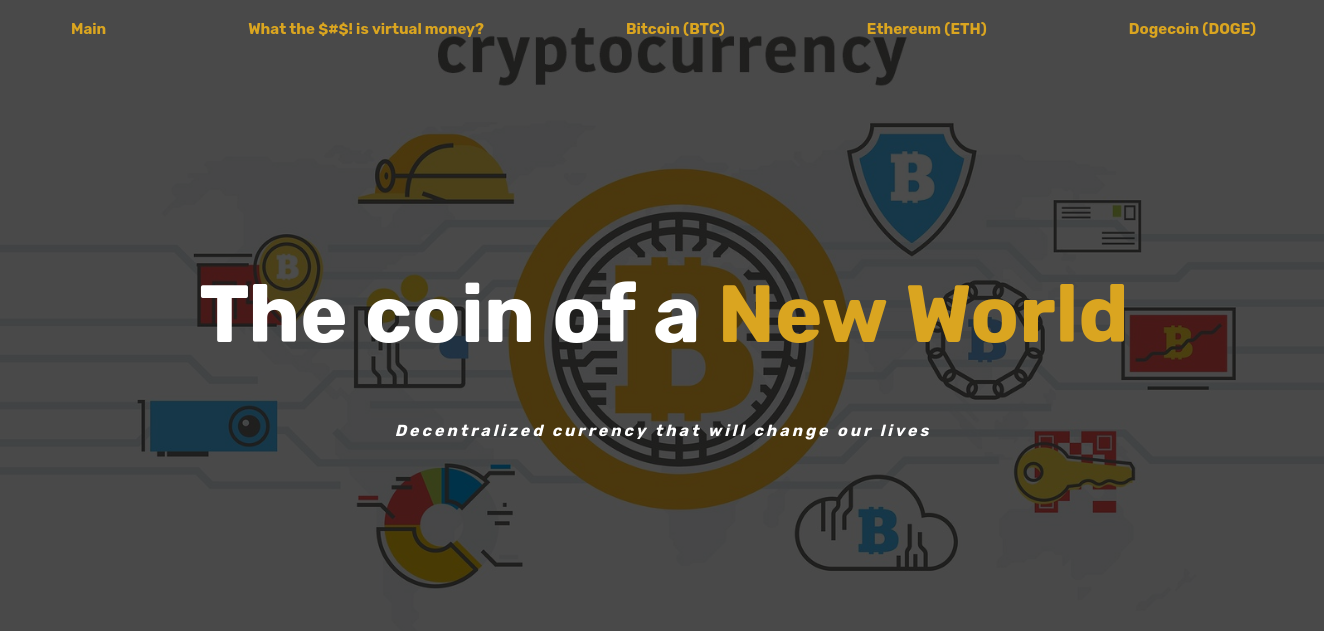 Main What the $#$! is virtual money? Bitcoin (BTC) Ethereum (ETH) Dogecoin (DOGE)
cryptocurrency
The coin of a New World
Decentralized currency that will change our lives